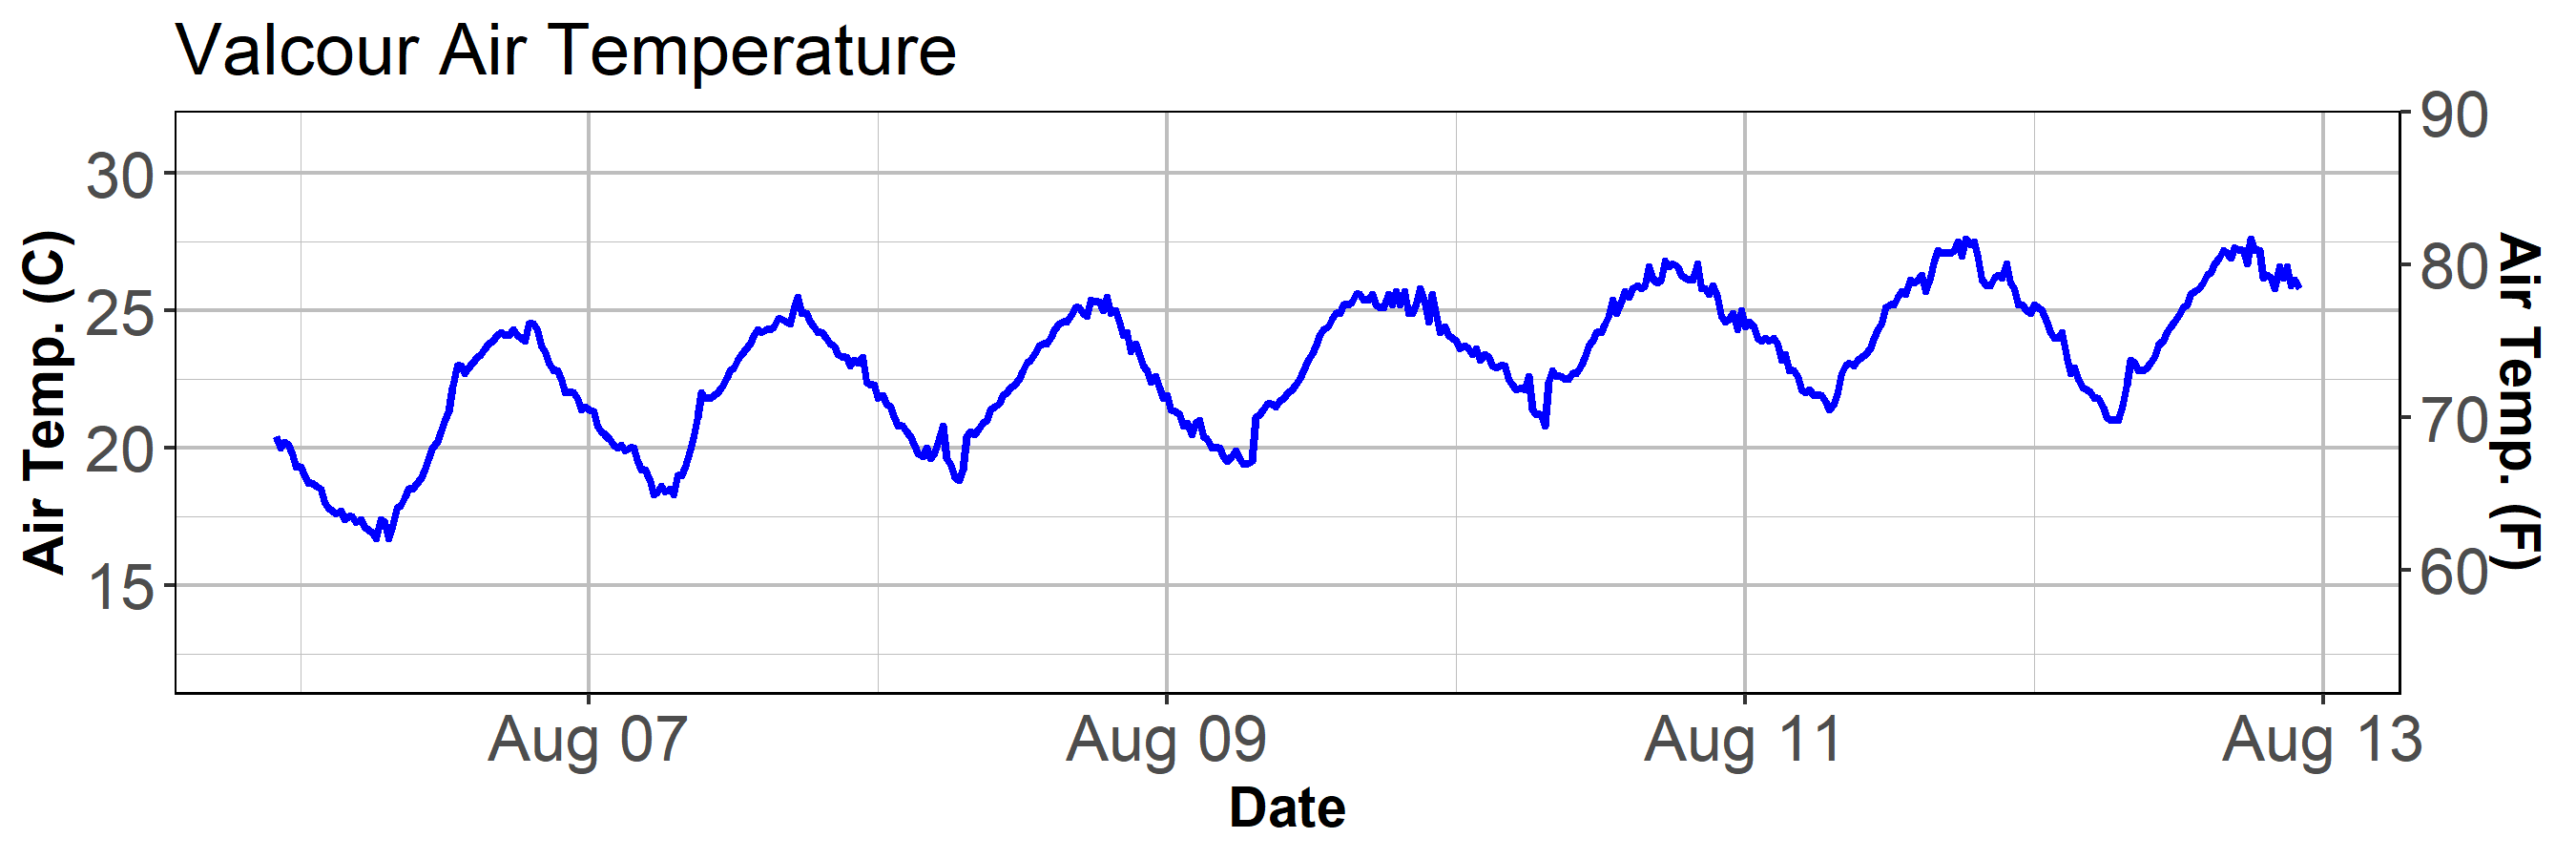 Valcour Air Temperature
Air Temp. (C)
30
25
20
15
90
80
70
60
Air Temp. (F)
Aug 07
Aug 09
Aug 11
Aug 13
Date